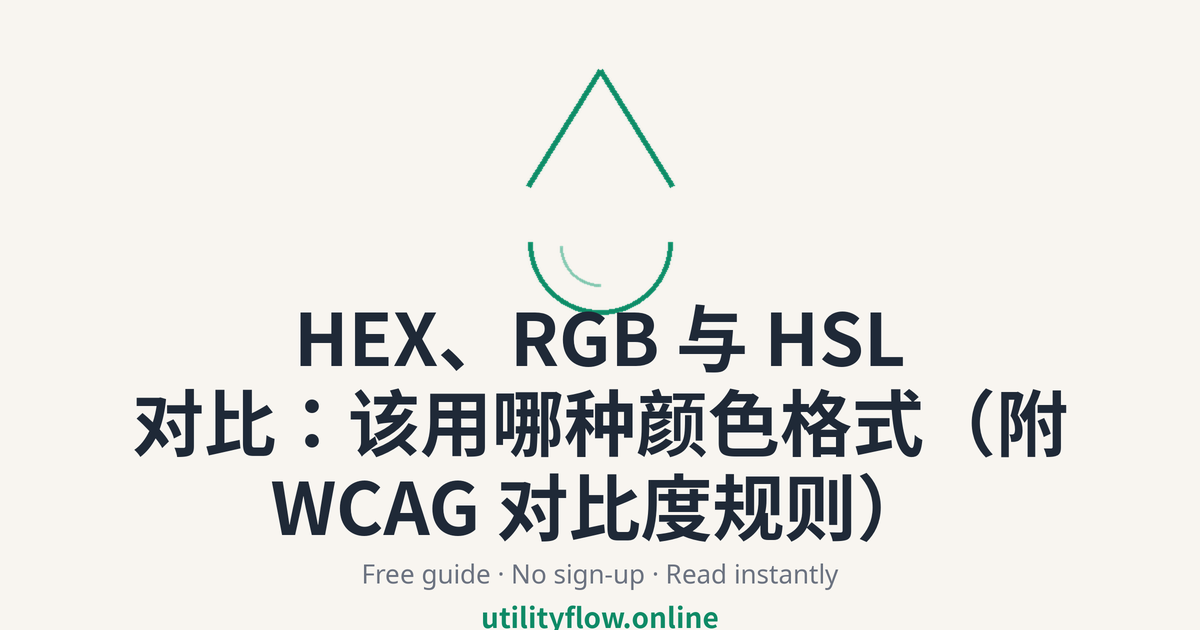 HEX、RGB 与 HSL
对比：该用哪种颜色格式（附
WCAG 对比度规则）
Free guide · No sign-up · Read instantly
utilityflow.online